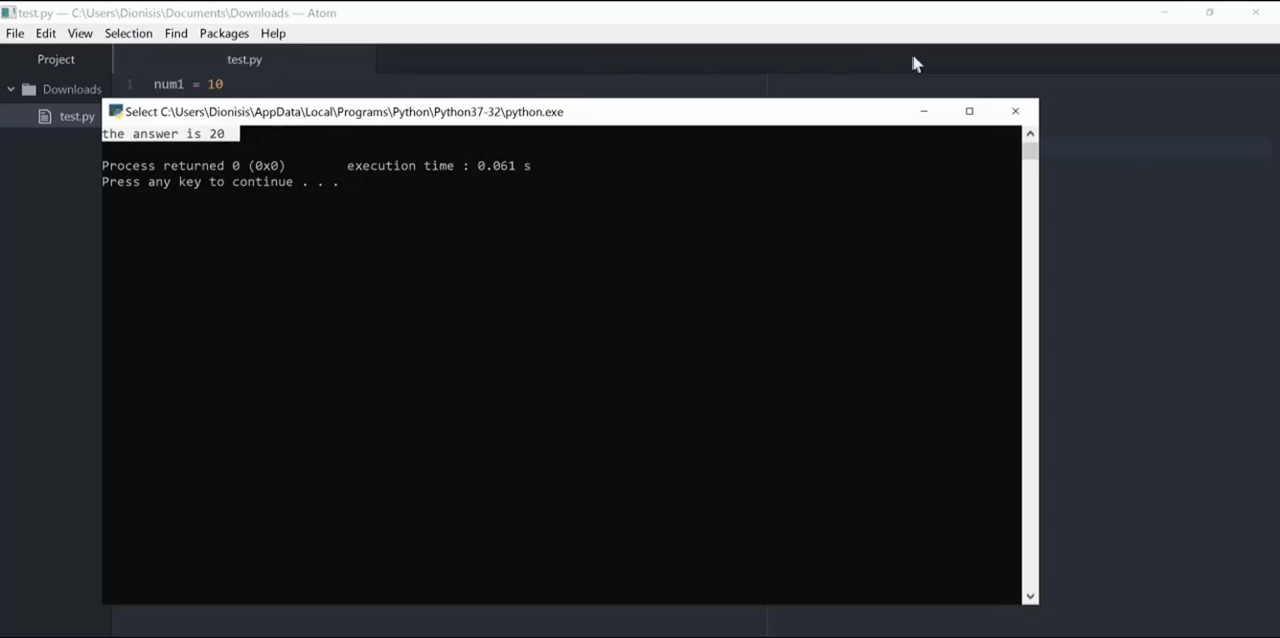 test.py — C:\Users\Dionisis\Documents\Downloads — Atom
File Edit View Selection Find Packages Help
Project
test.py
Downloads
1 num1 = 10
test.py
Select C:\Users\Dionisis\AppData\Local\Programs\Python\Python37-32\python.exe
the answer is 20
Process returned 0 (0x0) execution time : 0.061 s
Press any key to continue . . .